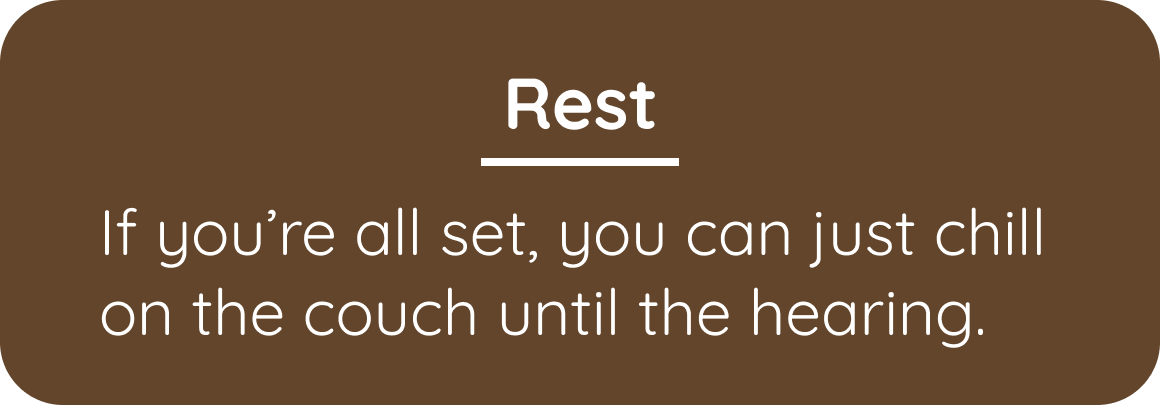 Rest
If you’re all set, you can just chill
on the couch until the hearing.